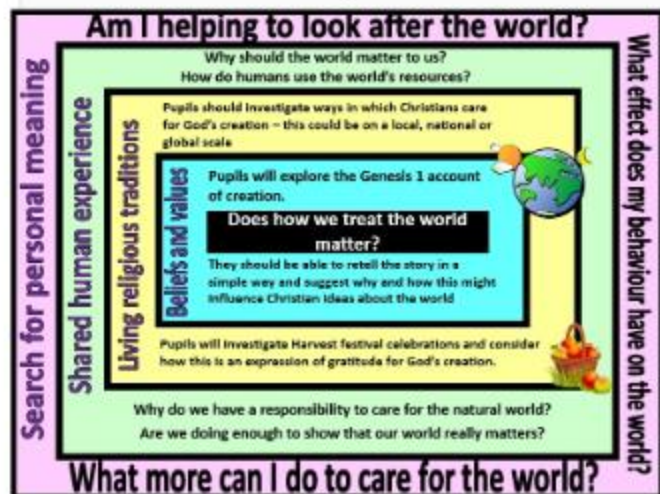 Am I helping to look after the world?
Why should the world matter to us?
How do humans use the world's resources?
Pupils should investigate ways in which Christians care
for God's creation – this could be on a local, national or
global scale
Pupils will explore the Genesis 1 account
of creation.
Does how we treat the world
matter?
They should be able to retell the story in a
simple way and suggest why and how this might
influence Christian ideas about the world
Pupils will investigate Harvest festival celebrations and consider
how this is an expression of gratitude for God's creation.
Why do we have a responsibility to care for the natural world?
Are we doing enough to show that our world really matters?
What more can I do to care for the world?
Search for personal meaning
Shared human experience
Living religious traditions
Beliefs and values
What effect does my behaviour have on the world?